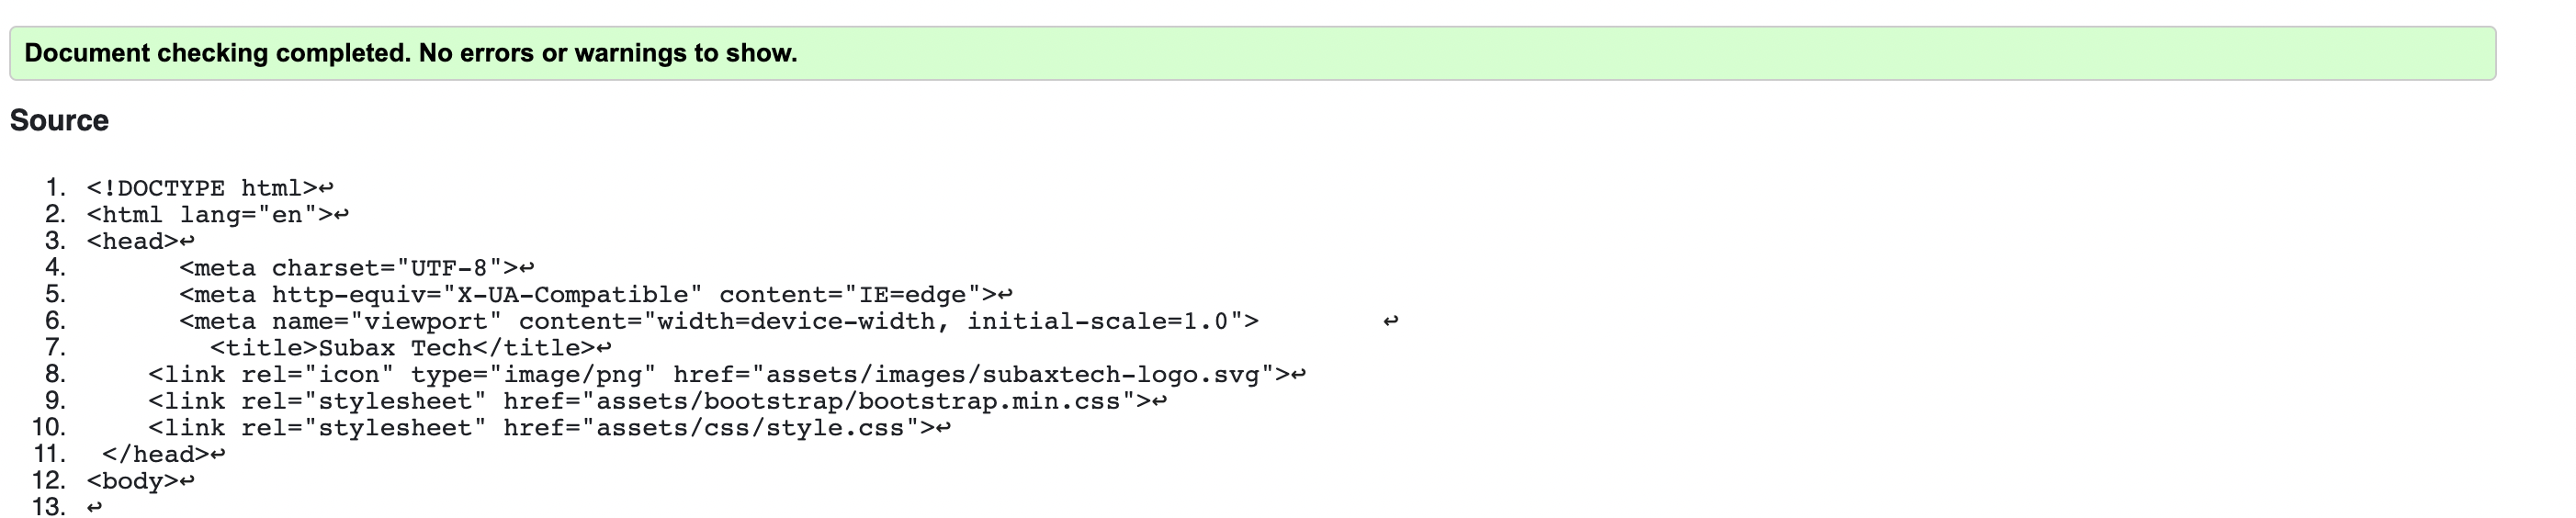 Document checking completed. No errors or warnings to show.
Source
1. <!DOCTYPE html>↩
2. <html lang="en">↩
3. <head>↩
4. <meta charset="UTF-8">↩
5. <meta http-equiv="X-UA-Compatible" content="IE=edge">↩
6. <meta name="viewport" content="width=device-width, initial-scale=1.0"> ↩
7. <title>Subax Tech</title>↩
8. <link rel="icon" type="image/png" href="assets/images/subaxtech-logo.svg">↩
9. <link rel="stylesheet" href="assets/bootstrap/bootstrap.min.css">↩
10. <link rel="stylesheet" href="assets/css/style.css">↩
11. </head>↩
12. <body>↩
13. ↩